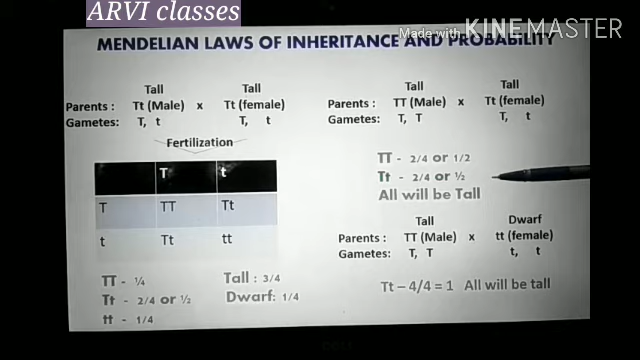 ARVI classes
Made with KINEMASTER
MENDELIAN LAWS OF INHERITANCE AND PROBABILITY
Tall Tall
Parents : Tt (Male) x Tt (female)
Gametes: T, t T, t
Fertilization
T t
T TT Tt
t Tt tt
TT - ¼ Tall : 3/4
Tt - 2/4 or ½ Dwarf: 1/4
tt - 1/4
Tall Tall
Parents : TT (Male) x Tt (female)
Gametes: T, T T, t
TT - 2/4 or 1/2
Tt - 2/4 or ½
All will be Tall
Tall Dwarf
Parents : TT (Male) x tt (female)
Gametes: T, T t, t
Tt – 4/4 = 1 All will be tall